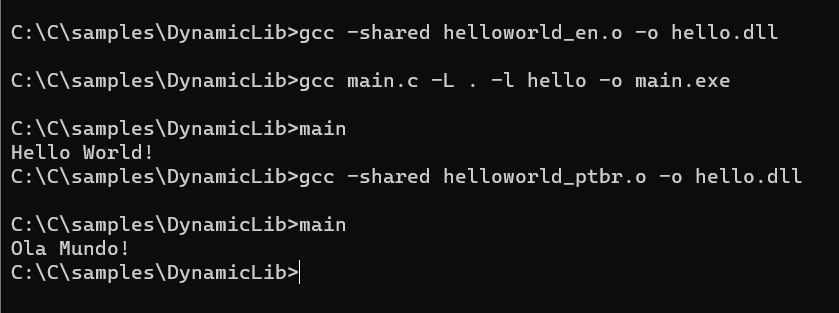 C:\C\samples\DynamicLib>gcc -shared helloworld_en.o -o hello.dll
C:\C\samples\DynamicLib>gcc main.c -L . -l hello -o main.exe
C:\C\samples\DynamicLib>main
Hello World!
C:\C\samples\DynamicLib>gcc -shared helloworld_ptbr.o -o hello.dll
C:\C\samples\DynamicLib>main
Ola Mundo!
C:\C\samples\DynamicLib>